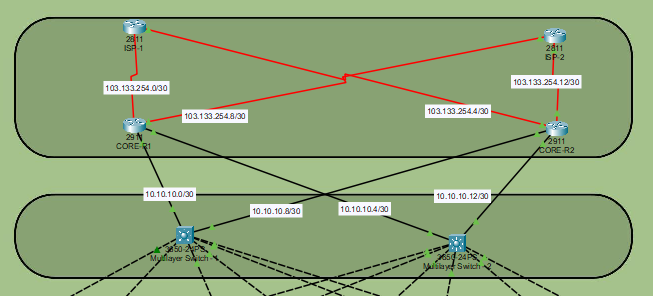 2811
ISP-1
2811
ISP-2
103.133.254.0/30
103.133.254.12/30
103.133.254.8/30
103.133.254.4/30
2911
CORE-R1
2911
CORE-R2
10.10.10.0/30
10.10.10.12/30
10.10.10.8/30
10.10.10.4/30
3650-24PS
Multilayer Switch
3650-24PS
Multilayer Switch